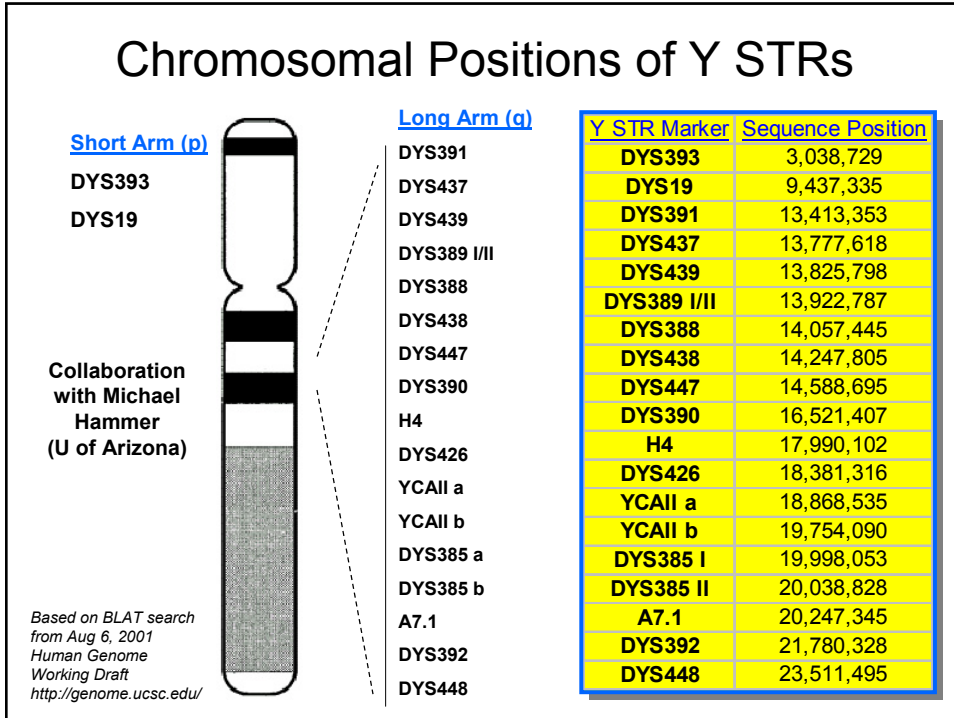 Chromosomal Positions of Y STRs
Short Arm (p)
DYS393
DYS19
Collaboration
with Michael
Hammer
(U of Arizona)
Based on BLAT search
from Aug 6, 2001
Human Genome
Working Draft
http://genome.ucsc.edu/
Long Arm (q)
DYS391
DYS437
DYS439
DYS389 I/II
DYS388
DYS438
DYS447
DYS390
H4
DYS426
YCAII a
YCAII b
DYS385 a
DYS385 b
A7.1
DYS392
DYS448
Y STR Marker Sequence Position
DYS393 3,038,729
DYS19 9,437,335
DYS391 13,413,353
DYS437 13,777,618
DYS439 13,825,798
DYS389 I/II 13,922,787
DYS388 14,057,445
DYS438 14,247,805
DYS447 14,588,695
DYS390 16,521,407
H4 17,990,102
DYS426 18,381,316
YCAII a 18,868,535
YCAII b 19,754,090
DYS385 I 19,998,053
DYS385 II 20,038,828
A7.1 20,247,345
DYS392 21,780,328
DYS448 23,511,495